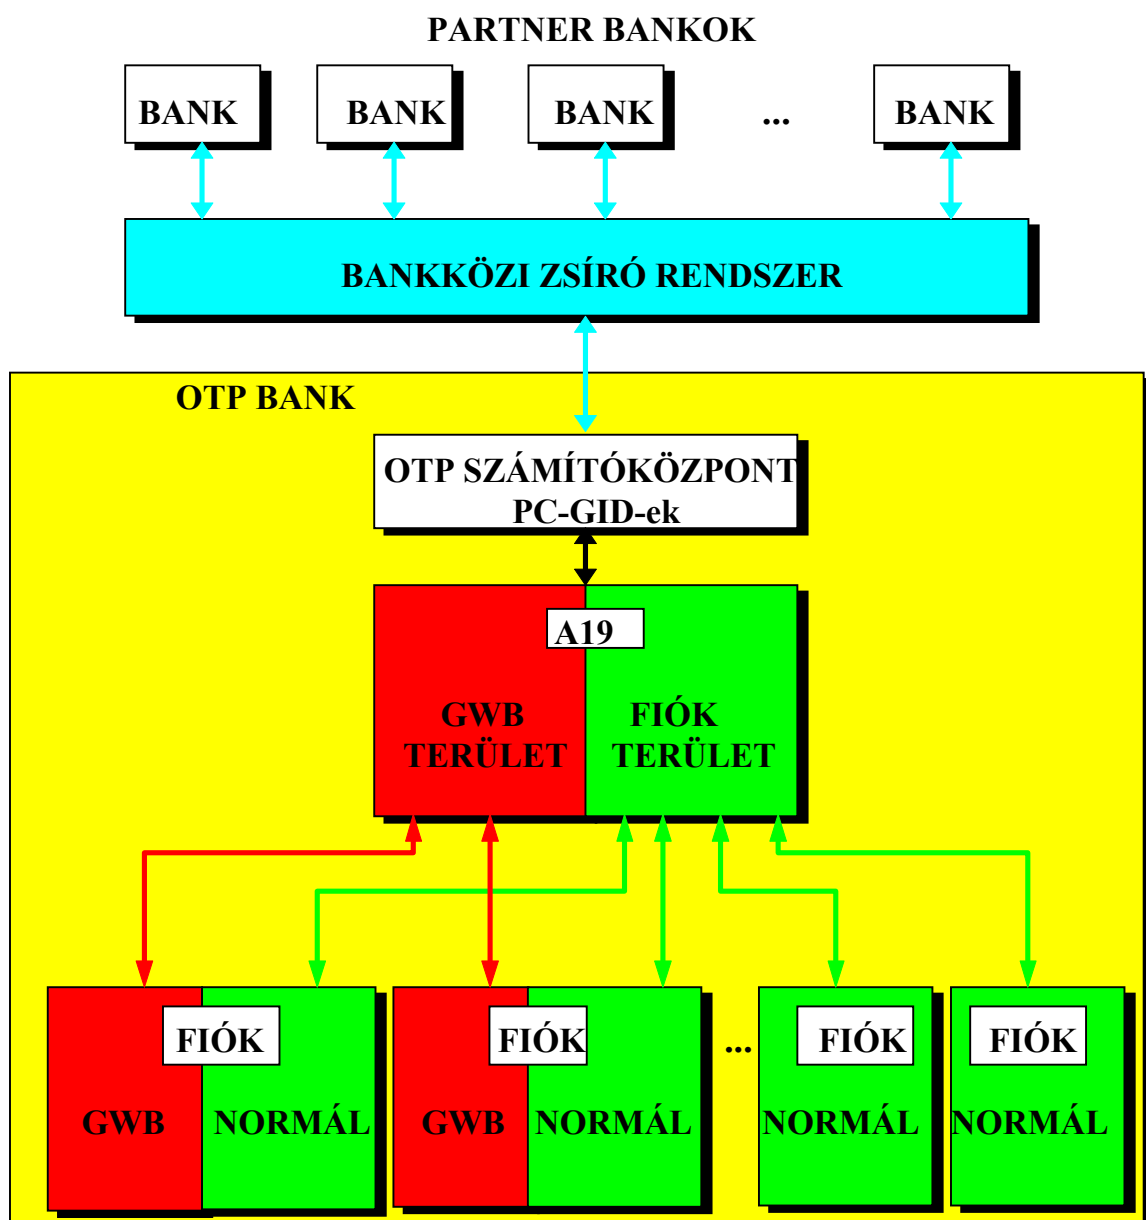 PARTNER BANKOK
BANK BANK BANK ... BANK
BANKKÖZI ZSÍRÓ RENDSZER
OTP BANK
OTP SZÁMÍTÓKÖZPONT
PC-GID-ek
A19
GWB FIÓK
TERÜLET TERÜLET
FIÓK FIÓK ... FIÓK FIÓK
GWB NORMÁL GWB NORMÁL NORMÁL NORMÁL